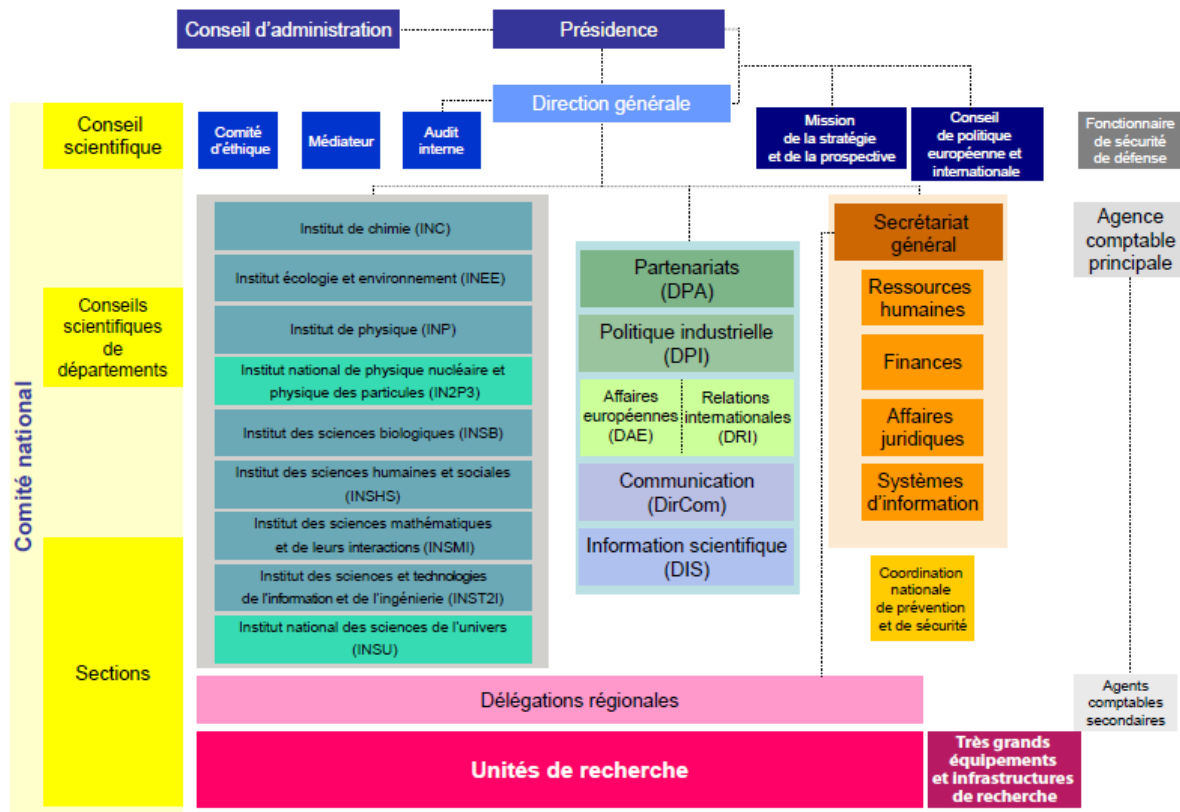 Conseil d'administration
Présidence
Direction générale
Comité national
Conseil
scientifique
Comité
d'éthique
Médiateur
Audit
interne
Mission
de la stratégie
et de la prospective
Conseil
de politique
européenne et
internationale
Fonctionnaire
de sécurité
de défense
Conseils
scientifiques
de
départements
Sections
Institut de chimie (INC)
Institut écologie et environnement (INEE)
Institut de physique (INP)
Institut national de physique nucléaire et
physique des particules (IN2P3)
Institut des sciences biologiques (INSB)
Institut des sciences humaines et sociales
(INSHS)
Institut des sciences mathématiques
et de leurs interactions (INSMI)
Institut des sciences et technologies
de l'information et de l'ingénierie (INST2I)
Institut national des sciences de l'univers
(INSU)
Partenariats
(DPA)
Politique industrielle
(DPI)
Affaires
européennes
(DAE)
Relations
internationales
(DRI)
Communication
(DirCom)
Information scientifique
(DIS)
Secrétariat
général
Ressources
humaines
Finances
Affaires
juridiques
Systèmes
d'information
Coordination
nationale
de prévention
et de sécurité
Agence
comptable
principale
Agents
comptables
secondaires
Délégations régionales
Unités de recherche
Très grands
équipements
et infrastructures
de recherche